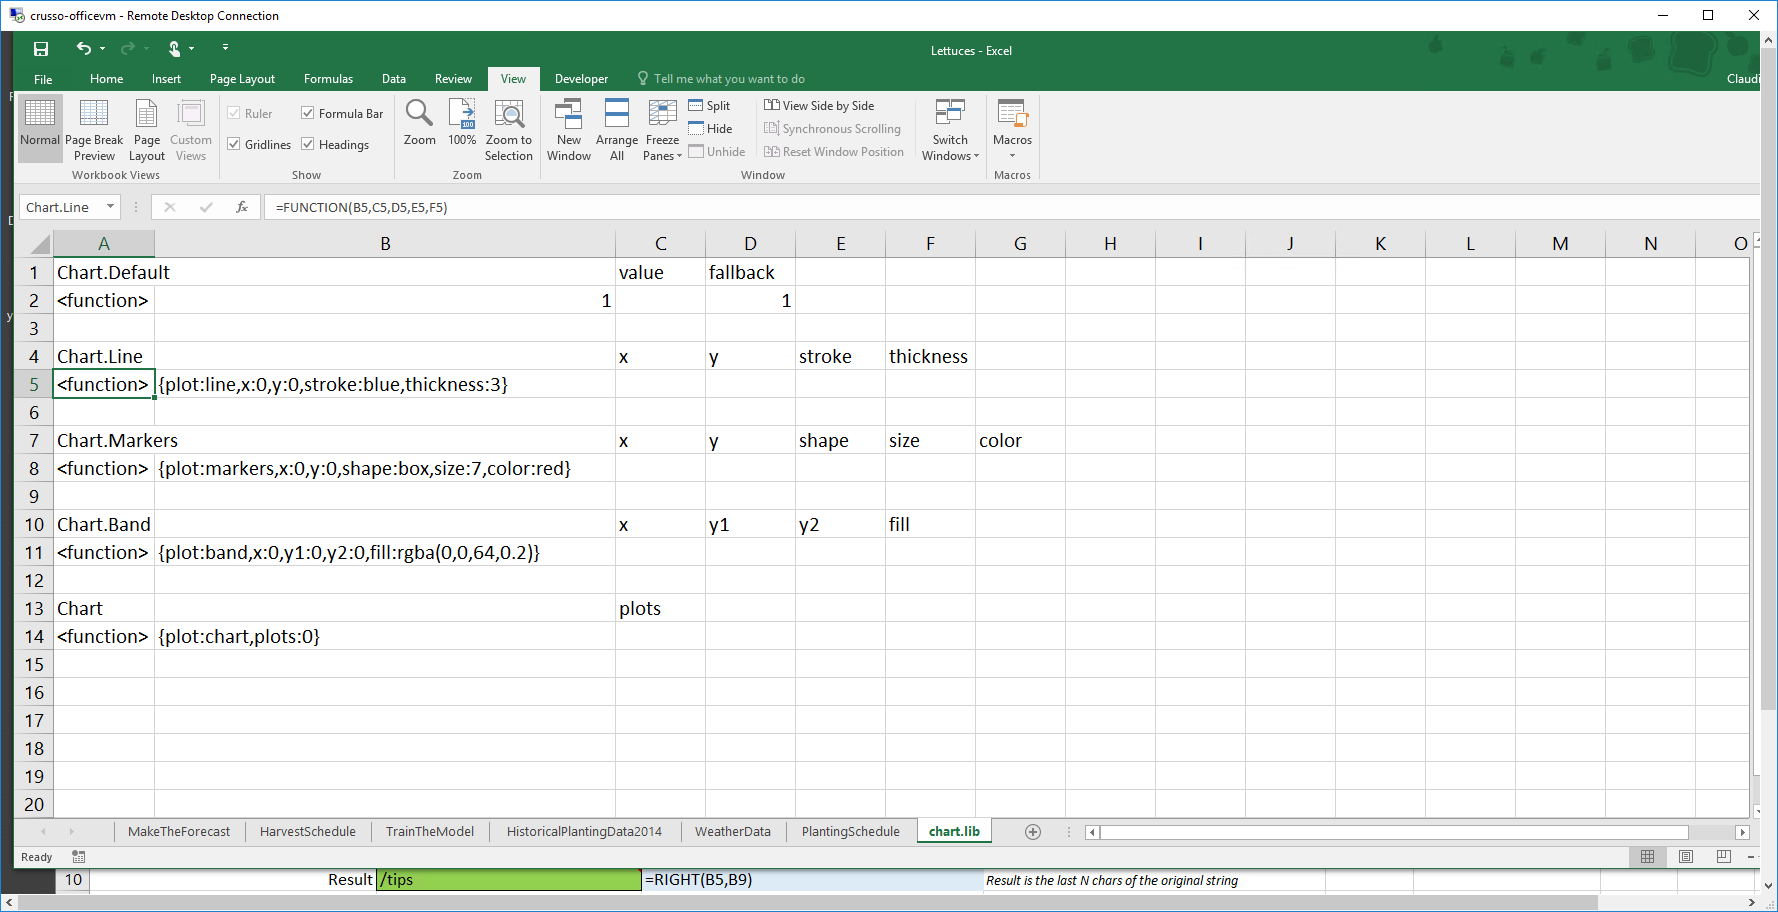 crusso-officevm - Remote Desktop Connection
Lettuces - Excel
File Home Insert Page Layout Formulas Data Review View Developer Tell me what you want to do Claudi
Ruler Formula Bar Split View Side by Side
Hide Synchronous Scrolling
Normal Page Break Preview Page Layout Custom Views Gridlines Headings Zoom 100% Zoom to Selection New Window Arrange All Freeze Panes Unhide Reset Window Position Switch Windows Macros
Workbook Views Show Zoom Window Macros
Chart.Line fx =FUNCTION(B5,C5,D5,E5,F5)
A B C D E F G H I J K L M N O
1 Chart.Default value fallback
2 <function> 1 1
3
4 Chart.Line x y stroke thickness
5 <function> {plot:line,x:0,y:0,stroke:blue,thickness:3}
6
7 Chart.Markers x y shape size color
8 <function> {plot:markers,x:0,y:0,shape:box,size:7,color:red}
9
10 Chart.Band x y1 y2 fill
11 <function> {plot:band,x:0,y1:0,y2:0,fill:rgba(0,0,64,0.2)}
12
13 Chart plots
14 <function> {plot:chart,plots:0}
15
16
17
18
19
20
MakeTheForecast HarvestSchedule TrainTheModel HistoricalPlantingData2014 WeatherData PlantingSchedule chart.lib
Ready
10 Result /tips =RIGHT(B5,B9) Result is the last N chars of the original string